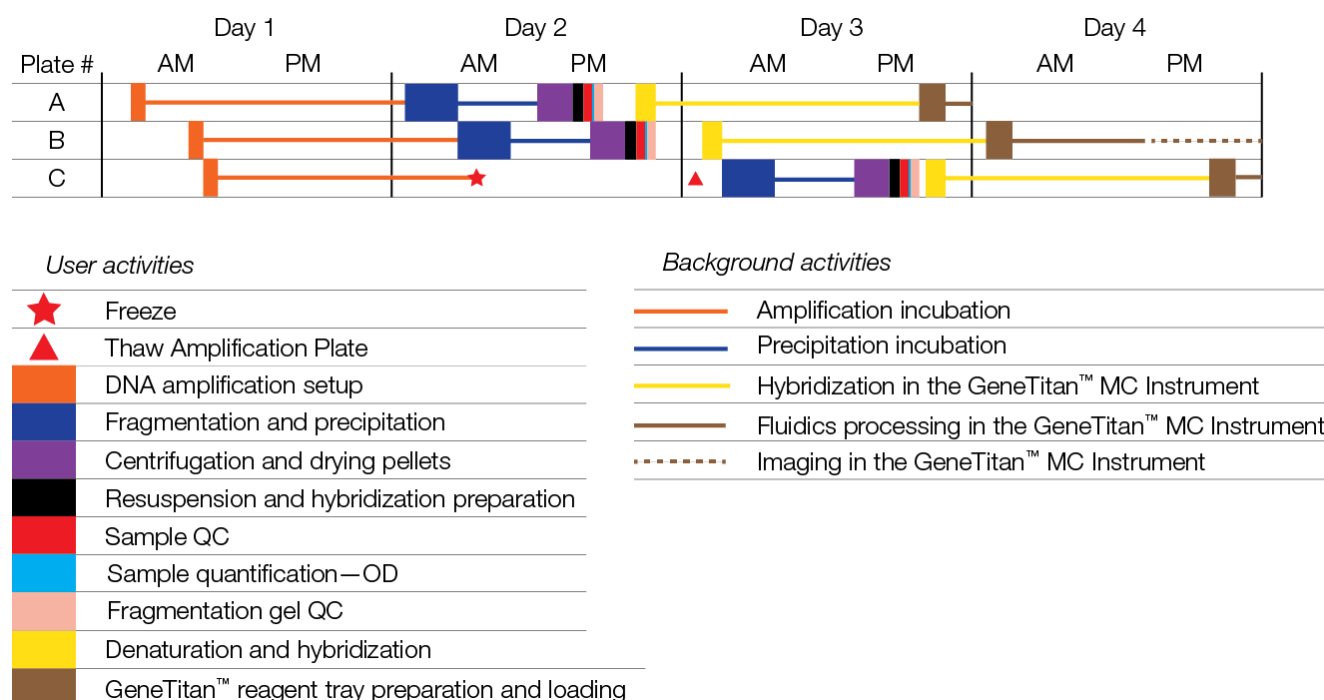 Day 1 Day 2 Day 3 Day 4
Plate # AM PM AM PM AM PM AM PM
A
B
C
User activities
Freeze
Thaw Amplification Plate
DNA amplification setup
Fragmentation and precipitation
Centrifugation and drying pellets
Resuspension and hybridization preparation
Sample QC
Sample quantification—OD
Fragmentation gel QC
Denaturation and hybridization
GeneTitan™ reagent tray preparation and loading
Background activities
Amplification incubation
Precipitation incubation
Hybridization in the GeneTitan™ MC Instrument
Fluidics processing in the GeneTitan™ MC Instrument
Imaging in the GeneTitan™ MC Instrument